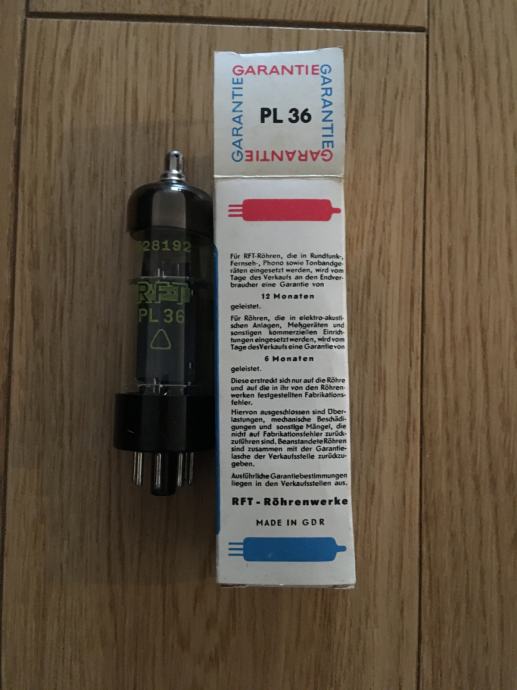 GARANTIE
GARANTIE
GARANTIE
GARANTIE
PL 36
28192
RFT
PL 36
Für RFT-Röhren, die in Rundfunk-,
Fernseh-, Phono sowie Tonbandge-
räten eingesetzt werden, wird vom
Tage des Verkaufs an den Endver-
braucher eine Garantie von
12 Monaten
geleistet.
Für Röhren, die in elektro-akusti-
schen Anlagen, Meßgeräten und
sonstigen kommerziellen Einrich-
tungen eingesetzt werden, wird vom
Tage des Verkaufs eine Garantie von
6 Monaten
geleistet.
Diese erstreckt sich nur auf die Röhre
und auf die in ihr von den Röhren-
werken festgestellten Fabrikations-
fehler.
Hiervon ausgeschlossen sind Über-
lastungen, mechanische Beschädi-
gungen und sonstige Mängel, die
nicht auf Fabrikationsfehler zurück-
zuführen sind. Beanstandete Röhren
sind zusammen mit der Garantie-
lasche der Verkaufsstelle zurückzu-
geben.
Ausführliche Garantiebestimmungen
liegen in den Verkaufsstellen aus.
RFT-Röhrenwerke
MADE IN GDR